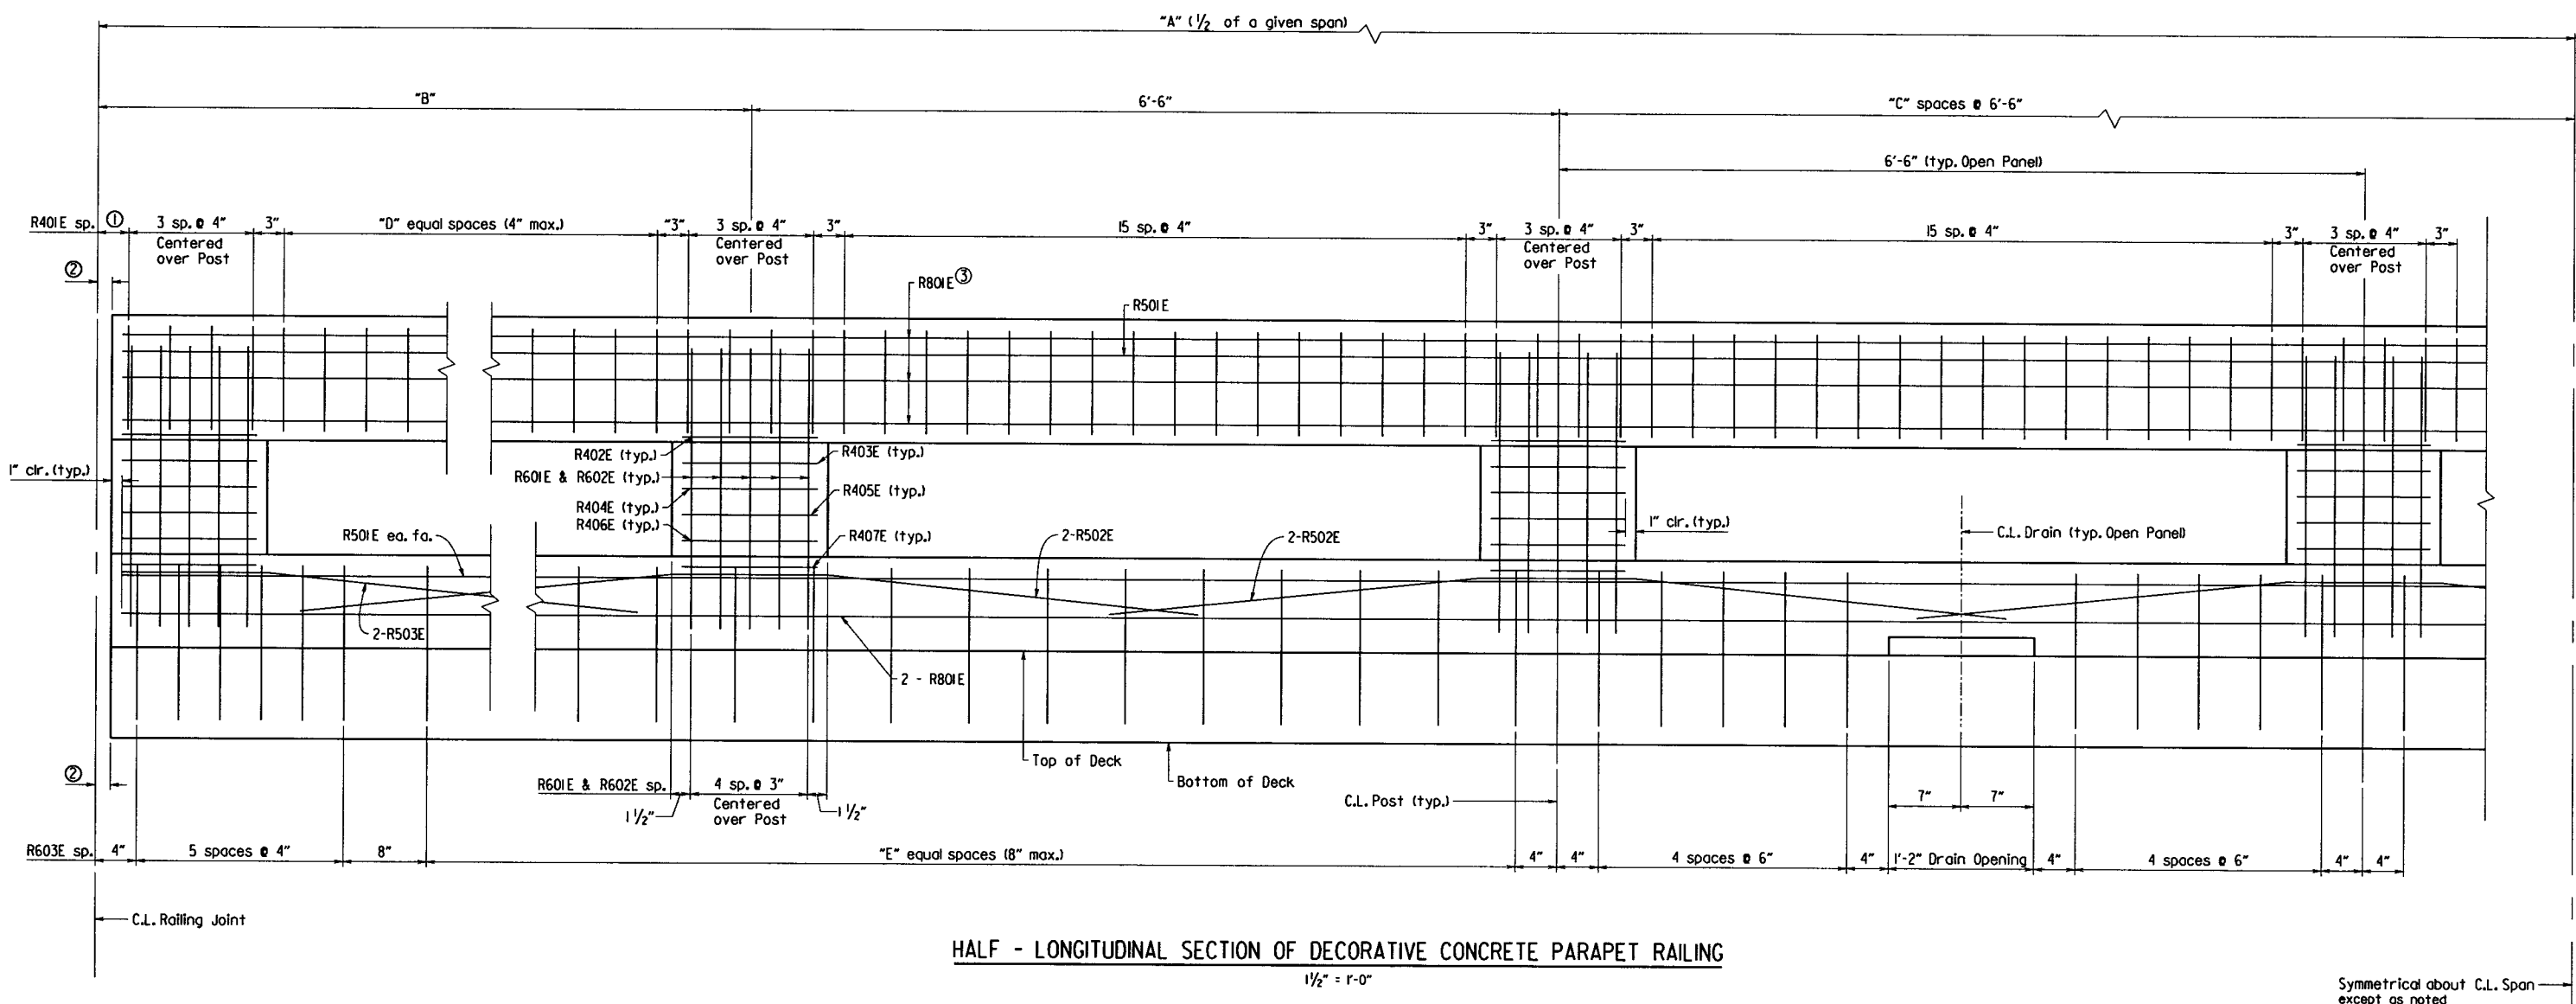 "A" (1/2 of a given span)
"B"
6'-6"
"C" spaces @ 6'-6"
6'-6" (typ. Open Panel)
R401E sp.
①
3 sp. @ 4"
Centered
over Post
3"
"D" equal spaces (4" max.)
"3"
3 sp. @ 4"
Centered
over Post
3"
15 sp. @ 4"
3"
3 sp. @ 4"
Centered
over Post
3"
15 sp. @ 4"
3"
3 sp. @ 4"
Centered
over Post
3"
②
R801E③
R501E
1" clr. (typ.)
R402E (typ.)
R403E (typ.)
R601E & R602E (typ.)
R404E (typ.)
R405E (typ.)
R406E (typ.)
R407E (typ.)
R501E ea. fa.
2-R502E
2-R502E
1" clr. (typ.)
C.L. Drain (typ. Open Panel)
2-R503E
2 - R801E
Top of Deck
Bottom of Deck
②
R601E & R602E sp.
4 sp. @ 3"
Centered
over Post
1 1/2"
1 1/2"
C.L. Post (typ.)
7"
7"
R603E sp.
4"
5 spaces @ 4"
8"
"E" equal spaces (8" max.)
4"
4"
4 spaces @ 6"
4"
1'-2" Drain Opening
4"
4 spaces @ 6"
4"
4"
C.L. Railing Joint
HALF - LONGITUDINAL SECTION OF DECORATIVE CONCRETE PARAPET RAILING
1 1/2" = 1'-0"
Symmetrical about C.L. Span
except as noted